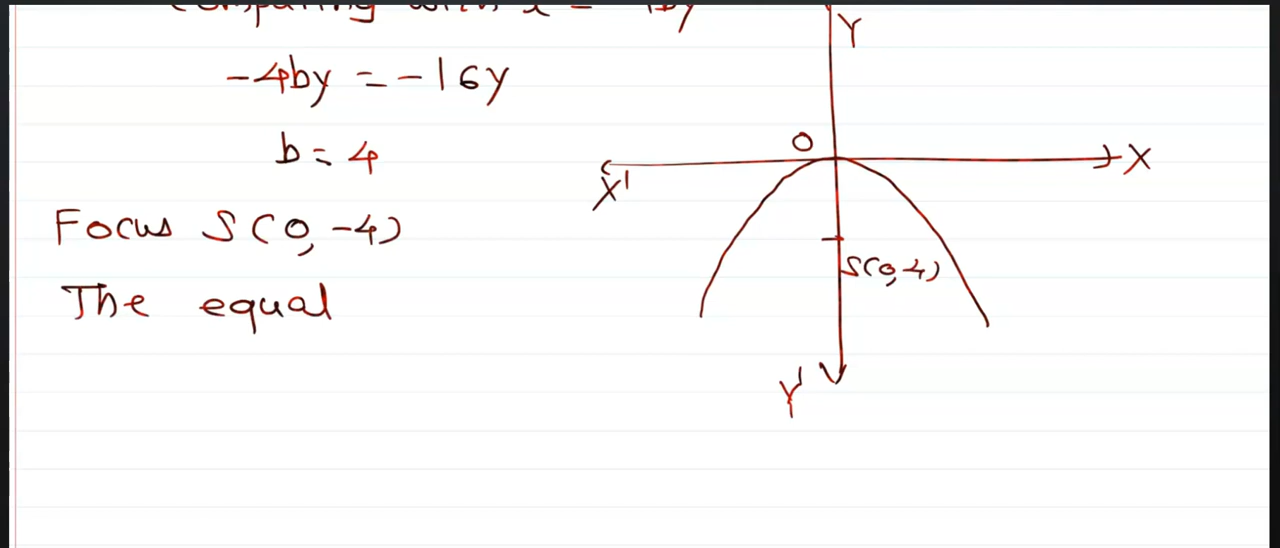 -4by = -16y
b = 4
Focus S(0, -4)
The equal
Y
O
X
X'
S(0,-4)
Y'